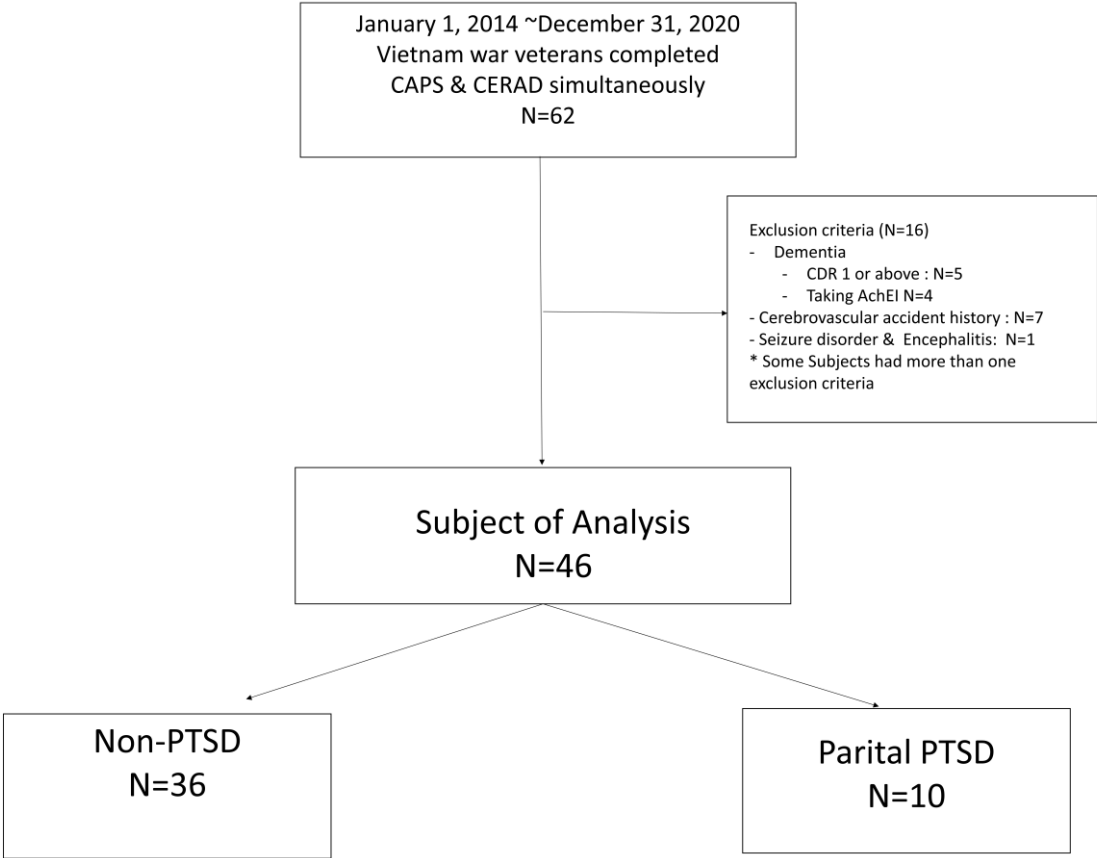 January 1, 2014 ~December 31, 2020
Vietnam war veterans completed
CAPS & CERAD simultaneously
N=62
Exclusion criteria (N=16)
- Dementia
- CDR 1 or above : N=5
- Taking AchEI N=4
- Cerebrovascular accident history : N=7
- Seizure disorder & Encephalitis: N=1
* Some Subjects had more than one
exclusion criteria
Subject of Analysis
N=46
Non-PTSD
N=36
Parital PTSD
N=10